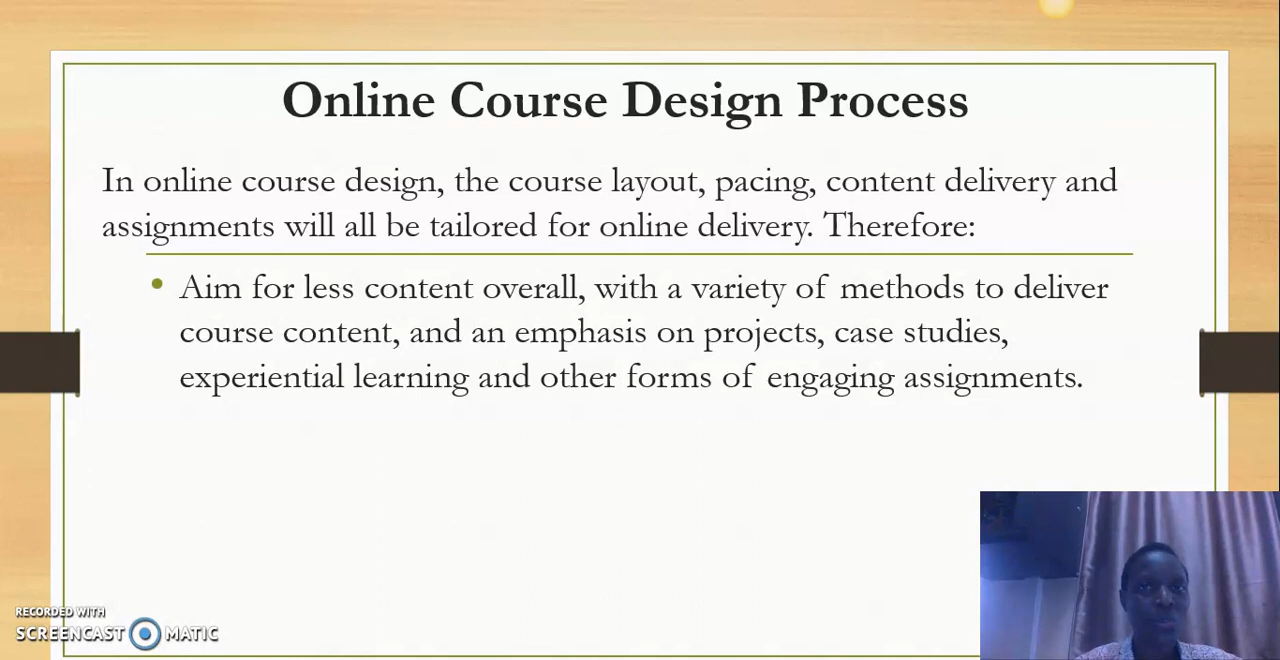 Online Course Design Process
In online course design, the course layout, pacing, content delivery and
assignments will all be tailored for online delivery. Therefore:
• Aim for less content overall, with a variety of methods to deliver
course content, and an emphasis on projects, case studies,
experiential learning and other forms of engaging assignments.
RECORDED WITH
SCREENCAST MATIC